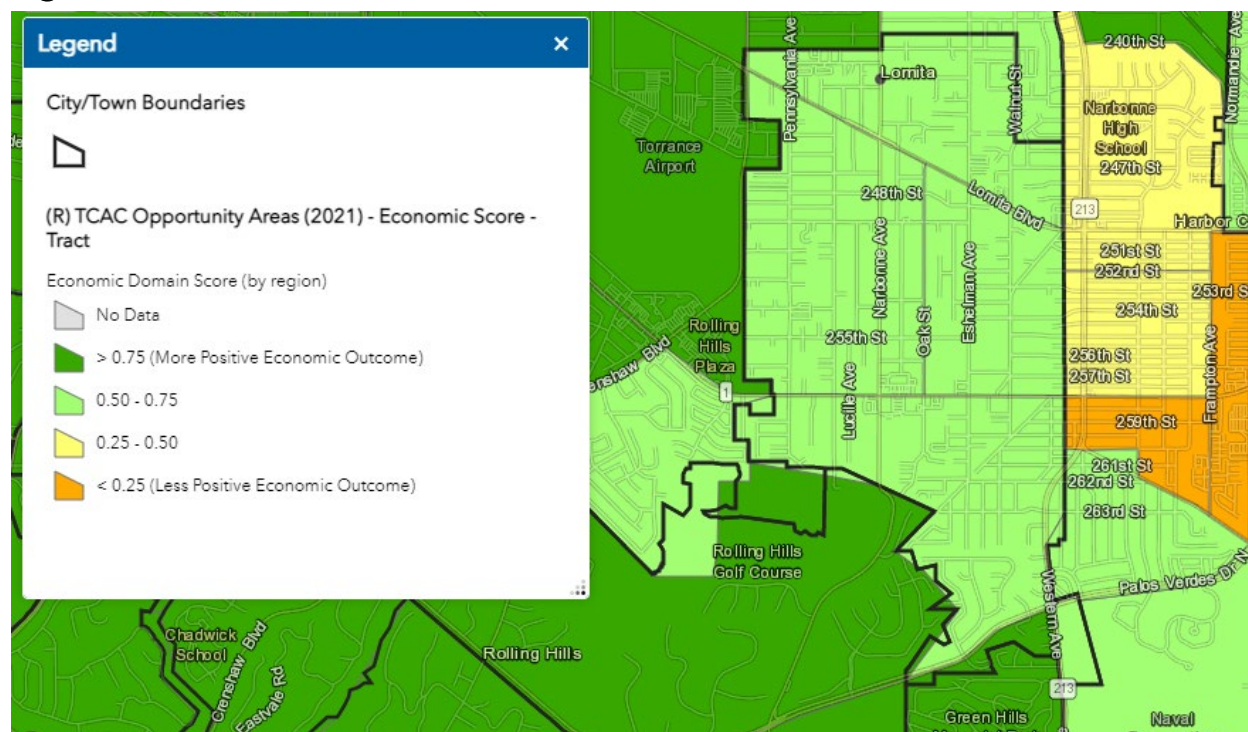 Legend
×
City/Town Boundaries
(R) TCAC Opportunity Areas (2021) - Economic Score -
Tract
Economic Domain Score (by region)
No Data
> 0.75 (More Positive Economic Outcome)
0.50 - 0.75
0.25 - 0.50
< 0.25 (Less Positive Economic Outcome)
Pennsylvania Ave
Lomita
Walnut St
240th St
Normandie Ave
Narbonne
High
School
247th St
Torrance
Airport
248th St
Lomita Blvd
213
Harbor C
251st St
252nd St
253rd S
254th St
Narbonne Ave
Oak St
Eshelman Ave
Rolling
Hills
Plaza
255th St
256th St
257th St
Frampton Ave
enshaw Blvd
1
Lucille Ave
259th St
261st St
262nd St
263rd St
Rolling Hills
Golf Course
Western Ave
Palos Verdes Dr N
Chadwick
School
Crenshaw Blvd
Eastvale Rd
Rolling Hills
213
Green Hills
Naval